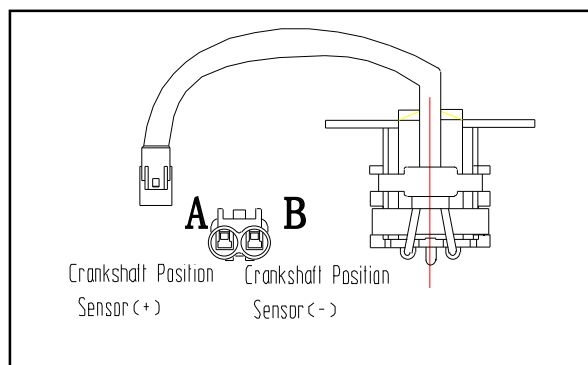 A B
Crankshaft Position Crankshaft Position
Sensor(+) Sensor(-)